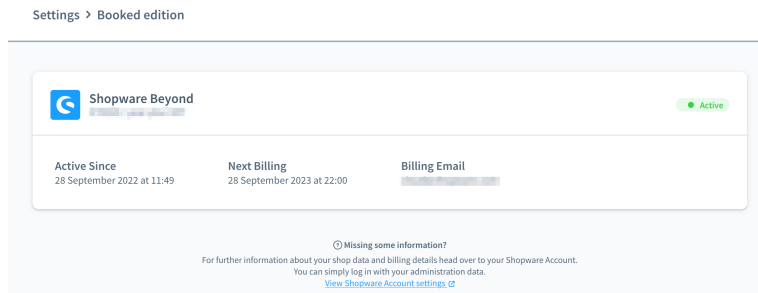 Settings > Booked edition
Shopware Beyond
Active
Active Since
28 September 2022 at 11:49
Next Billing
28 September 2023 at 22:00
Billing Email
Missing some information?
For further information about your shop data and billing details head over to your Shopware Account.
You can simply log in with your administration data.
View Shopware Account settings